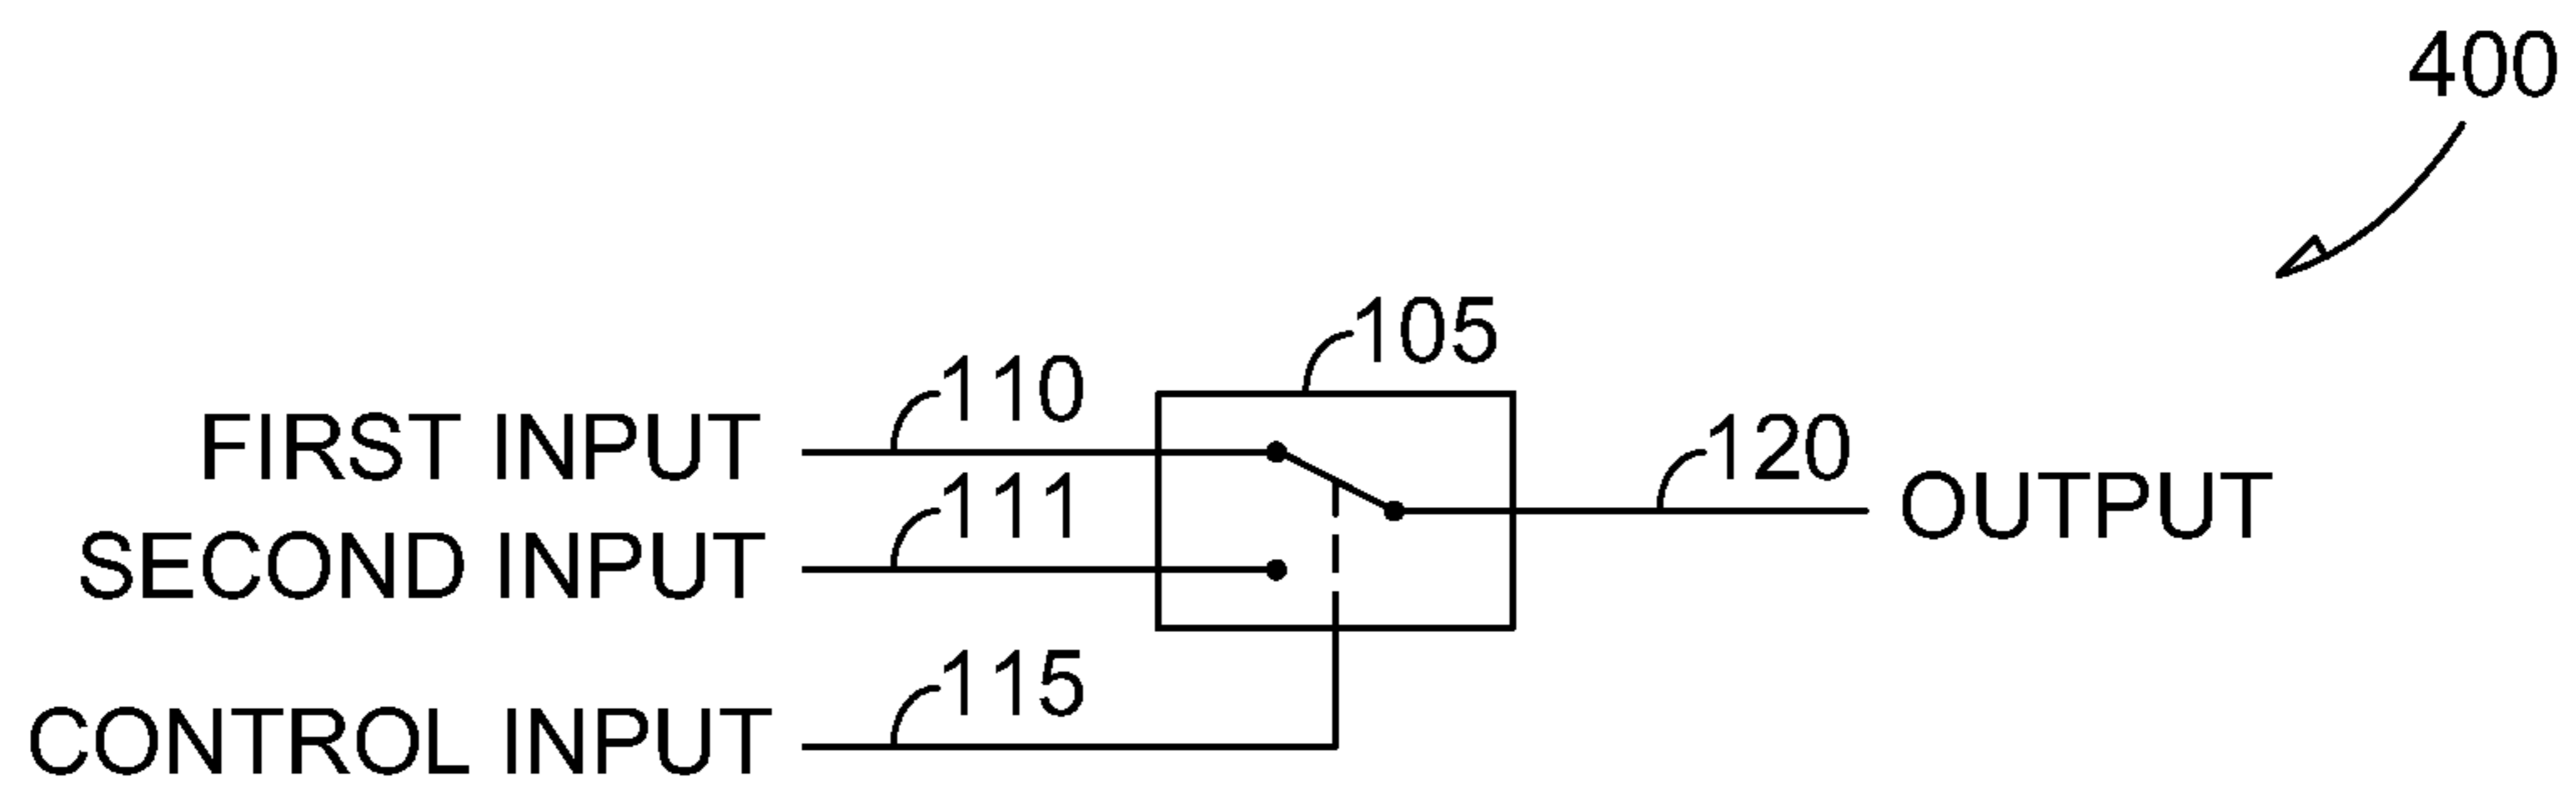 400
105
110
FIRST INPUT
120
111
OUTPUT
SECOND INPUT
115
CONTROL INPUT